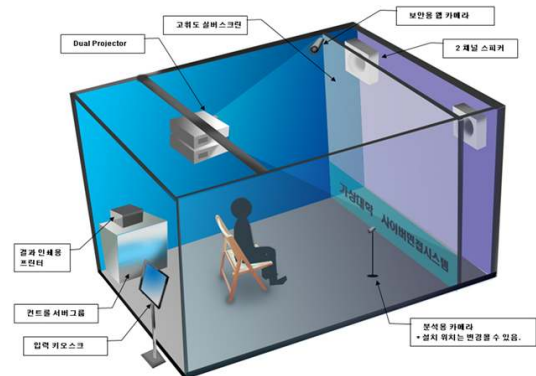 고휘도 실버스크린
보안용 웹 카메라
Dual Projector
2 채널 스피커
가상대학 사이버면접시스템
결과 인쇄용
프린터
컨트롤 서버그룹
입력 키오스크
분석용 카메라
* 설치 위치는 변경될 수 있음.